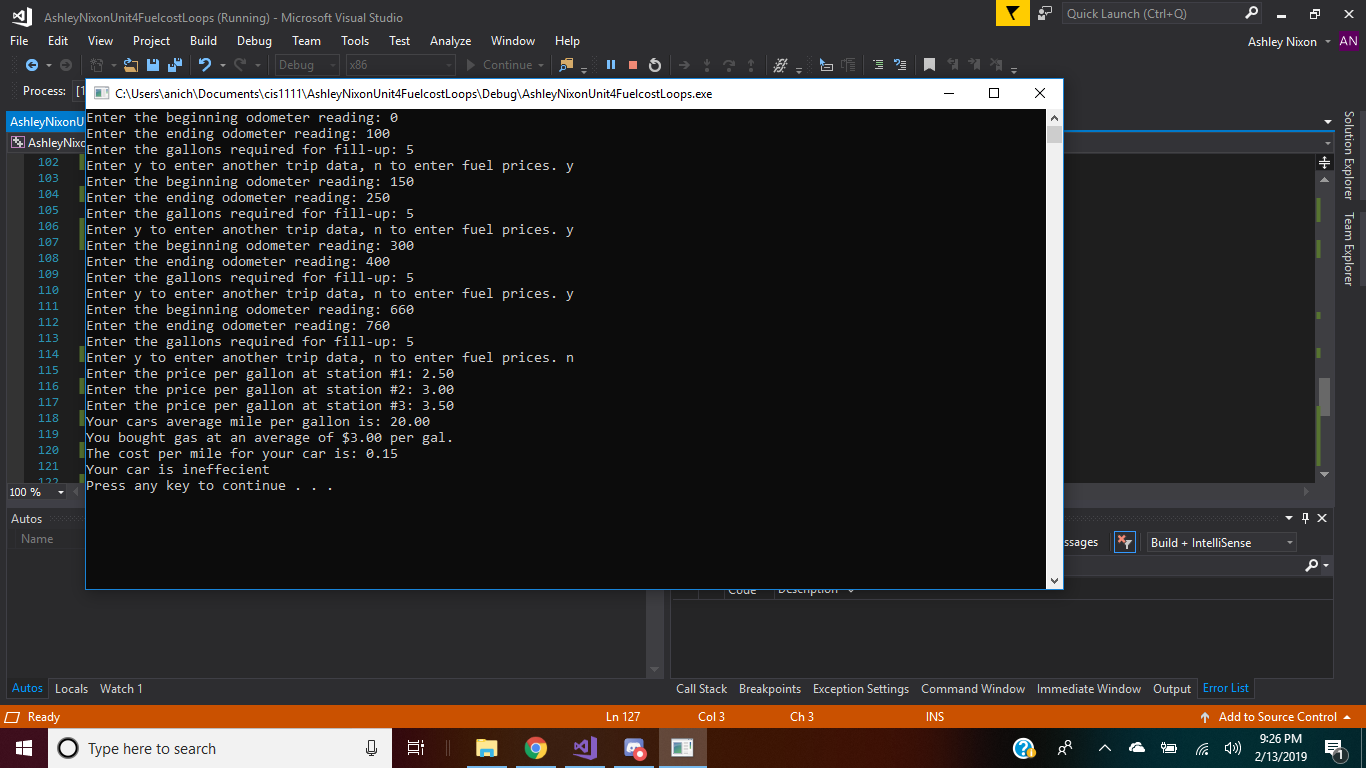 AshleyNixonUnit4FuelcostLoops (Running) - Microsoft Visual Studio
Quick Launch (Ctrl+Q)
File Edit View Project Build Debug Team Tools Test Analyze Window Help
Ashley Nixon AN
Debug x86 Continue
Process: [1
C:\Users\anich\Documents\cis1111\AshleyNixonUnit4FuelcostLoops\Debug\AshleyNixonUnit4FuelcostLoops.exe
AshleyNixonU
AshleyNixo
Enter the beginning odometer reading: 0
Enter the ending odometer reading: 100
Enter the gallons required for fill-up: 5
Enter y to enter another trip data, n to enter fuel prices. y
Enter the beginning odometer reading: 150
Enter the ending odometer reading: 250
Enter the gallons required for fill-up: 5
Enter y to enter another trip data, n to enter fuel prices. y
Enter the beginning odometer reading: 300
Enter the ending odometer reading: 400
Enter the gallons required for fill-up: 5
Enter y to enter another trip data, n to enter fuel prices. y
Enter the beginning odometer reading: 660
Enter the ending odometer reading: 760
Enter the gallons required for fill-up: 5
Enter y to enter another trip data, n to enter fuel prices. n
Enter the price per gallon at station #1: 2.50
Enter the price per gallon at station #2: 3.00
Enter the price per gallon at station #3: 3.50
Your cars average mile per gallon is: 20.00
You bought gas at an average of $3.00 per gal.
The cost per mile for your car is: 0.15
Your car is ineffecient
Press any key to continue . . .
102
103
104
105
106
107
108
109
110
111
112
113
114
115
116
117
118
119
120
121
122
100 %
Solution Explorer
Team Explorer
Autos
Name
ssages
Build + IntelliSense
Code Description
Autos Locals Watch 1
Call Stack Breakpoints Exception Settings Command Window Immediate Window Output Error List
Ready Ln 127 Col 3 Ch 3 INS Add to Source Control
Type here to search
9:26 PM
2/13/2019
1